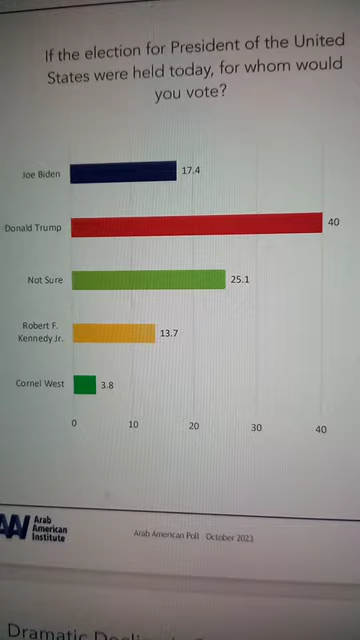 If the election for President of the United
States were held today, for whom would
you vote?
Joe Biden 17.4
Donald Trump 40
Not Sure 25.1
Robert F.
Kennedy Jr. 13.7
Cornel West 3.8
0 10 20 30 40
Arab
American
Institute
Arab American Poll October 2023
Dramatic